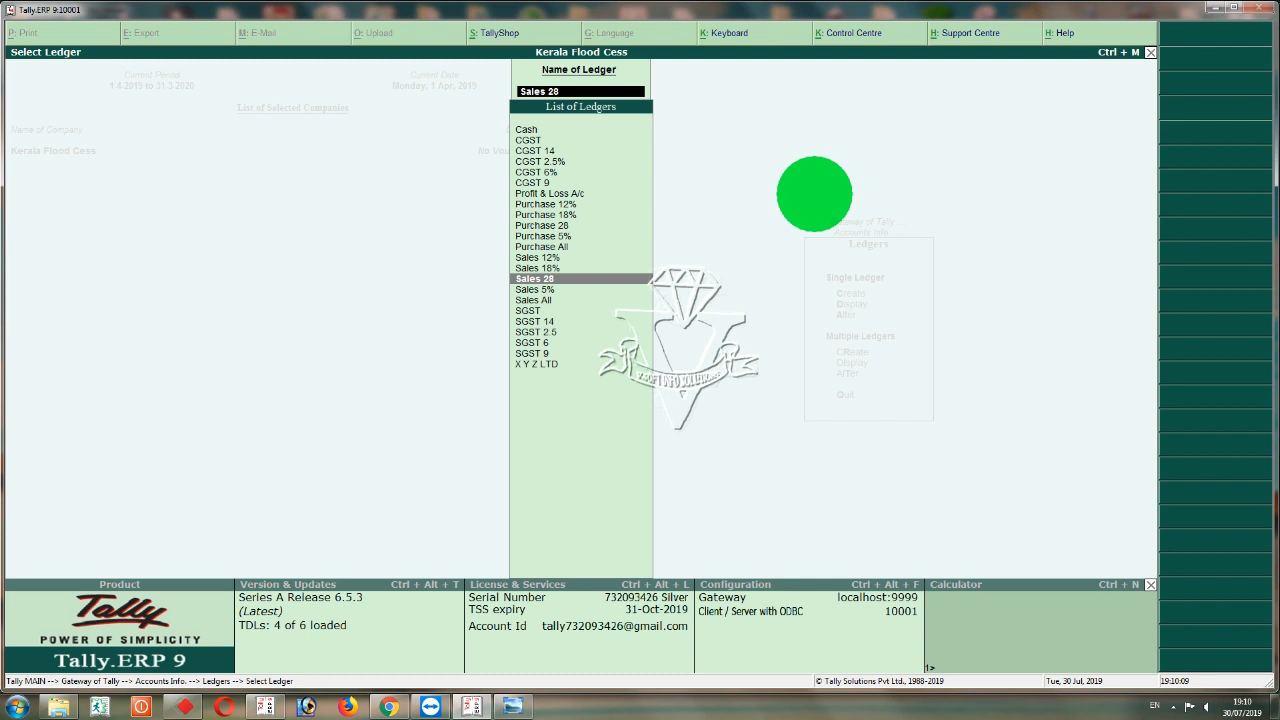 Tally.ERP 9:10001
P: Print
E: Export
M: E-Mail
O: Upload
S: TallyShop
G: Language
K: Keyboard
K: Control Centre
H: Support Centre
H: Help
Select Ledger
Kerala Flood Cess
Ctrl + M
Current Period
1-4-2019 to 31-3-2020
Current Date
Monday, 1 Apr, 2019
List of Selected Companies
Name of Company
Kerala Flood Cess
No Vou
Name of Ledger
Sales 28
List of Ledgers
Cash
CGST
CGST 14
CGST 2.5%
CGST 6%
CGST 9
Profit & Loss A/c
Purchase 12%
Purchase 18%
Purchase 28
Purchase 5%
Purchase All
Sales 12%
Sales 18%
Sales 28
Sales 5%
Sales All
SGST
SGST 14
SGST 2.5
SGST 6
SGST 9
X Y Z LTD
Gateway of Tally ...
Accounts Info. ...
Ledgers
Single Ledger
Create
Display
Alter
Multiple Ledgers
CReate
DIsplay
AlTer
Quit
Product
Tally
POWER OF SIMPLICITY
Tally.ERP 9
Version & Updates
Ctrl + Alt + T
Series A Release 6.5.3
(Latest)
TDLs: 4 of 6 loaded
License & Services
Ctrl + Alt + L
Serial Number 732093426 Silver
TSS expiry 31-Oct-2019
Account Id tally732093426@gmail.com
Configuration
Ctrl + Alt + F
Gateway localhost:9999
Client / Server with ODBC 10001
Calculator
Ctrl + N
1>
Tally MAIN --> Gateway of Tally --> Accounts Info. --> Ledgers --> Select Ledger
© Tally Solutions Pvt Ltd., 1988-2019
Tue, 30 Jul, 2019
19:10:09
EN
19:10
30/07/2019